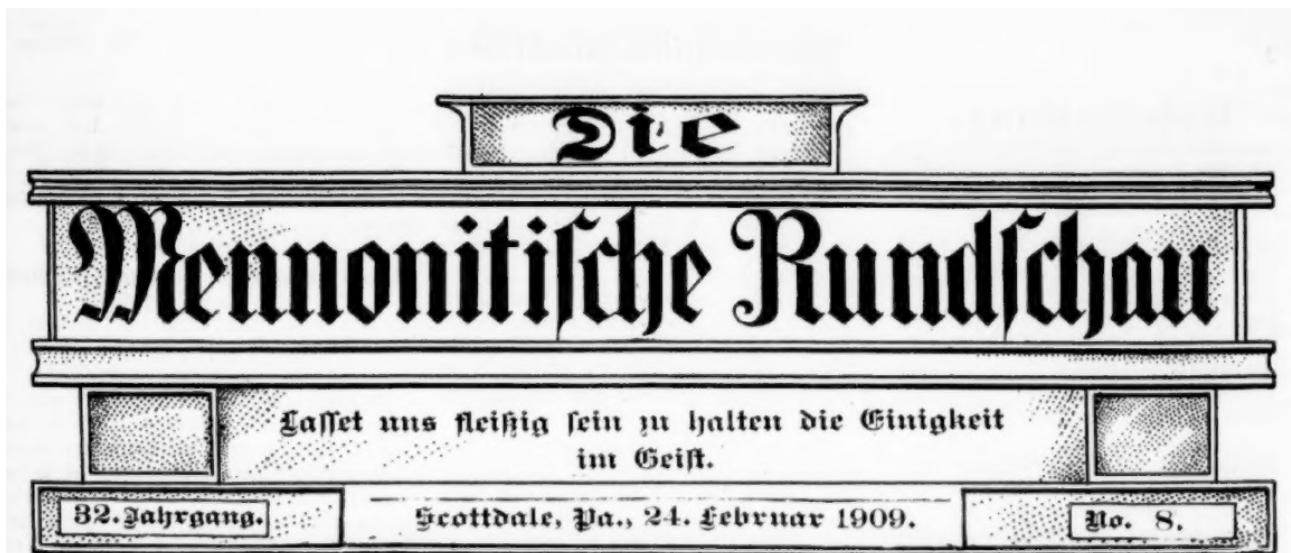 Die
Mennonitische Rundschau
Lasset uns fleißig sein zu halten die Einigkeit
im Geist.
32. Jahrgang.
Scottdale, Pa., 24. Februar 1909.
No. 8.